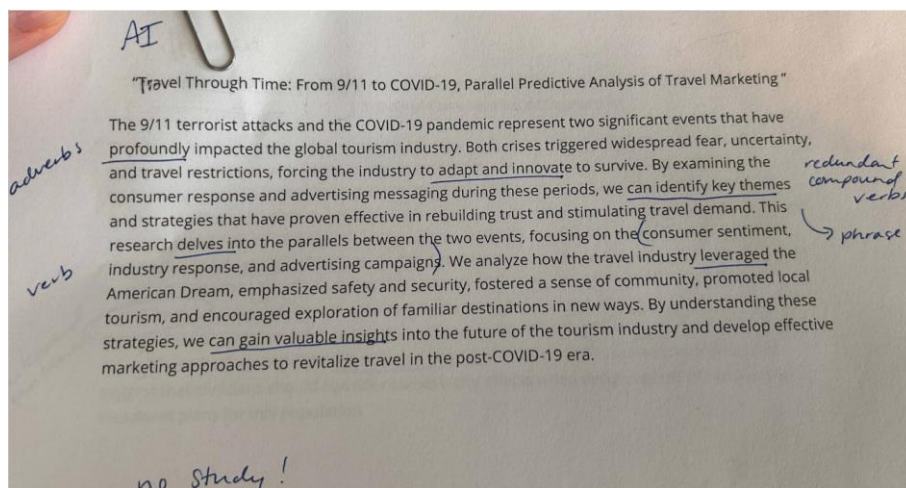 AI
"Travel Through Time: From 9/11 to COVID-19, Parallel Predictive Analysis of Travel Marketing"
The 9/11 terrorist attacks and the COVID-19 pandemic represent two significant events that have
profoundly impacted the global tourism industry. Both crises triggered widespread fear, uncertainty,
adverbs
and travel restrictions, forcing the industry to adapt and innovate to survive. By examining the
redundant
compound
verbs
consumer response and advertising messaging during these periods, we can identify key themes
and strategies that have proven effective in rebuilding trust and stimulating travel demand. This
phrase
research delves into the parallels between the two events, focusing on the consumer sentiment,
verb
industry response, and advertising campaigns. We analyze how the travel industry leveraged the
American Dream, emphasized safety and security, fostered a sense of community, promoted local
tourism, and encouraged exploration of familiar destinations in new ways. By understanding these
strategies, we can gain valuable insights into the future of the tourism industry and develop effective
marketing approaches to revitalize travel in the post-COVID-19 era.
no study!